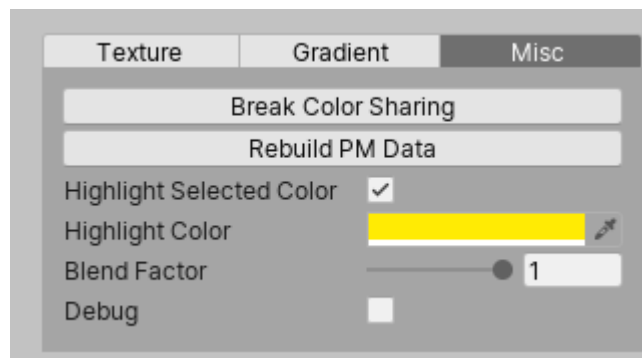 Texture Gradient Misc
Break Color Sharing
Rebuild PM Data
Highlight Selected Color
Highlight Color
Blend Factor 1
Debug